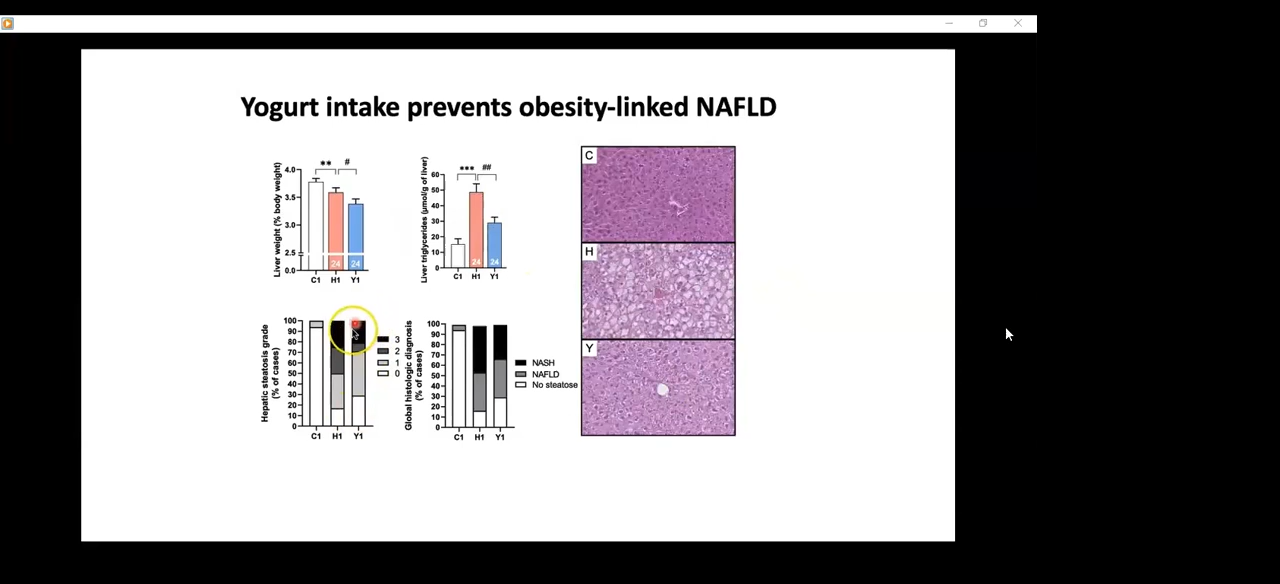 Yogurt intake prevents obesity-linked NAFLD
Liver weight (% body weight)
4.0
3.5
3.0
2.5
0.0
** #
24 24
C1 H1 Y1
Liver triglycerides (µmol/g of liver)
60
50
40
30
20
10
0
*** ##
24 24
C1 H1 Y1
C
H
Y
Hepatic steatosis grade
(% of cases)
100
90
80
70
60
50
40
30
20
10
0
C1 H1 Y1
3
2
1
0
Global histologic diagnosis
(% of cases)
100
90
80
70
60
50
40
30
20
10
0
C1 H1 Y1
NASH
NAFLD
No steatose